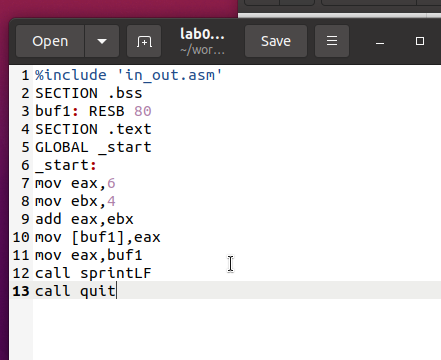 Open
lab0...
~/wor...
Save
1 %include 'in_out.asm'
2 SECTION .bss
3 buf1: RESB 80
4 SECTION .text
5 GLOBAL _start
6 _start:
7 mov eax,6
8 mov ebx,4
9 add eax,ebx
10 mov [buf1],eax
11 mov eax,buf1
12 call sprintLF
13 call quit